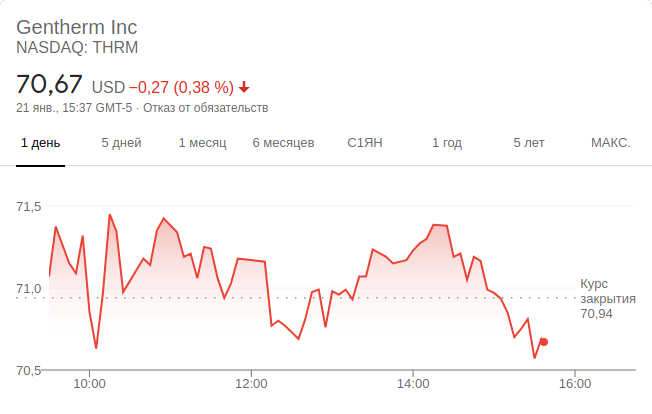 Gentherm Inc
NASDAQ: THRM
70,67 USD −0,27 (0,38 %)
21 янв., 15:37 GMT-5 · Отказ от обязательств
1 день 5 дней 1 месяц 6 месяцев С1ЯН 1 год 5 лет МАКС.
71,5
71,0
Курс
закрытия
70,94
70,5
10:00 12:00 14:00 16:00